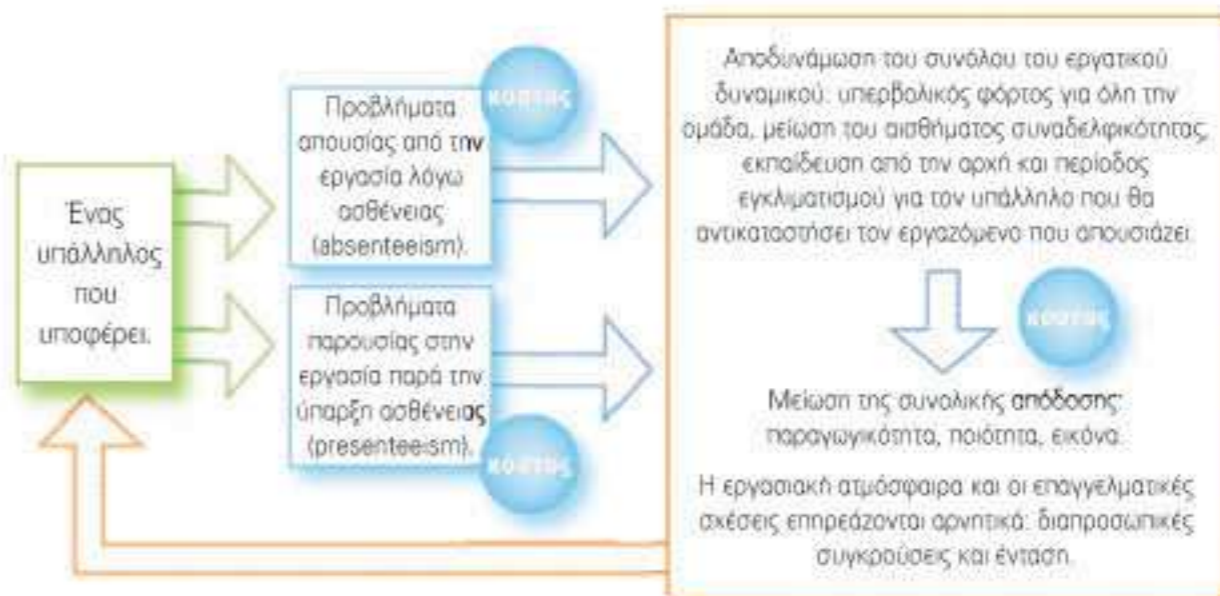 Ένας
υπάλληλος
που
υποφέρει.
κόστος
Προβλήματα
απουσίας από την
εργασία λόγω
ασθένειας
(absenteeism).
Προβλήματα
παρουσίας στην
εργασία παρά την
ύπαρξη ασθένειας
(presenteeism).
κόστος
Αποδυνάμωση του συνόλου του εργατικού
δυναμικού: υπερβολικός φόρτος για όλη την
ομάδα, μείωση του αισθήματος συναδελφικότητας,
εκπαίδευση από την αρχή και περίοδος
εγκλιματισμού για τον υπάλληλο που θα
αντικαταστήσει τον εργαζόμενο που απουσιάζει.
κόστος
Μείωση της συνολικής απόδοσης:
παραγωγικότητα, ποιότητα, εικόνα.
Η εργασιακή ατμόσφαιρα και οι επαγγελματικές
σχέσεις επηρεάζονται αρνητικά: διαπροσωπικές
συγκρούσεις και ένταση.